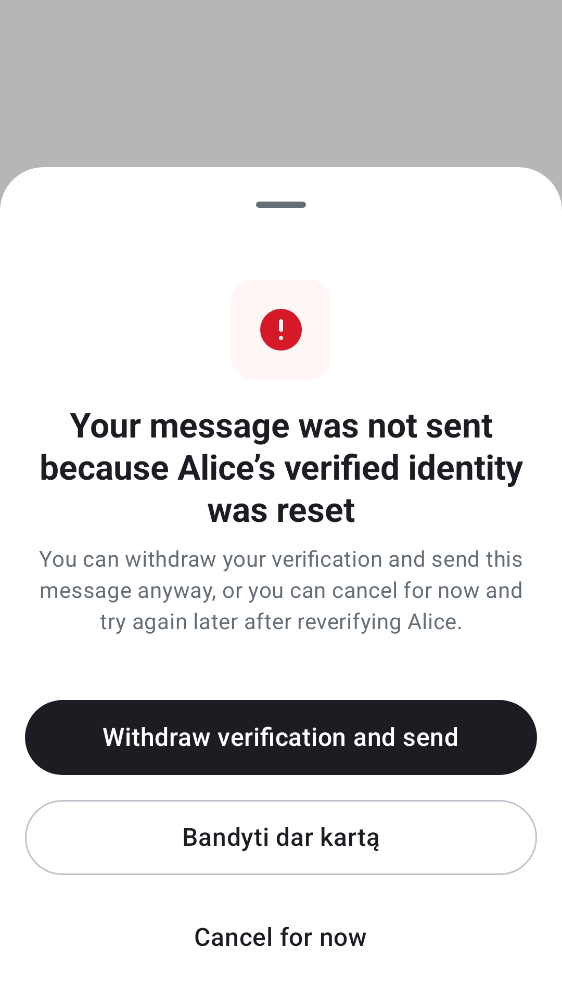 Your message was not sent
because Alice’s verified identity
was reset
You can withdraw your verification and send this
message anyway, or you can cancel for now and
try again later after reverifying Alice.
Withdraw verification and send
Bandyti dar kartą
Cancel for now